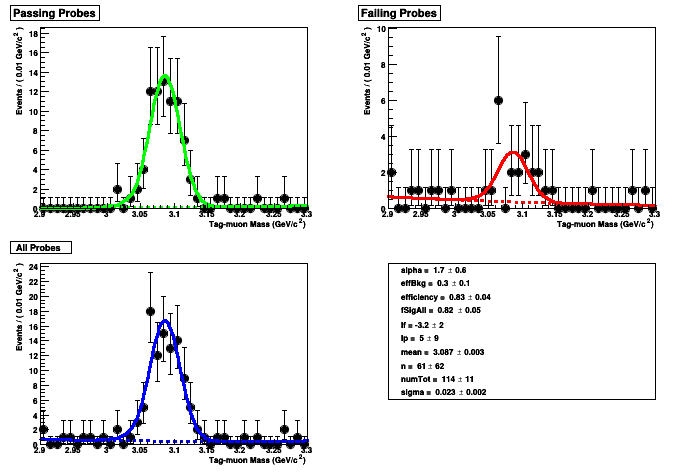 Passing Probes
Events / ( 0.01 GeV/c² )
18
16
14
12
10
8
6
4
2
0
2.9 2.95 3 3.05 3.1 3.15 3.2 3.25 3.3
Tag-muon Mass (GeV/c²)
Failing Probes
Events / ( 0.01 GeV/c² )
10
8
6
4
2
0
2.9 2.95 3 3.05 3.1 3.15 3.2 3.25 3.3
Tag-muon Mass (GeV/c²)
All Probes
Events / ( 0.01 GeV/c² )
24
22
20
18
16
14
12
10
8
6
4
2
0
2.9 2.95 3 3.05 3.1 3.15 3.2 3.25 3.3
Tag-muon Mass (GeV/c²)
alpha = 1.7 ± 0.6
effBkg = 0.3 ± 0.1
efficiency = 0.83 ± 0.04
fSigAll = 0.82 ± 0.05
lf = -3.2 ± 2
lp = 5 ± 9
mean = 3.087 ± 0.003
n = 61 ± 62
numTot = 114 ± 11
sigma = 0.023 ± 0.002